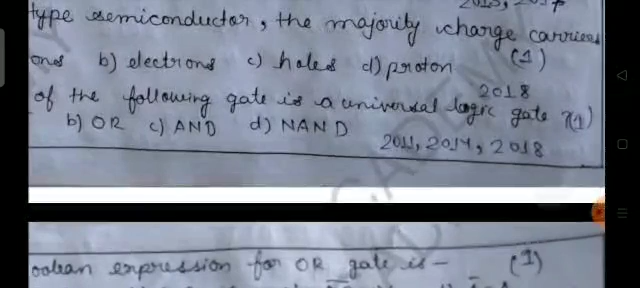 type semiconductor, the majority charge carriers
ons b) electrons c) holes d) proton (1)
2018
of the following gate is a universal logic gate ?(1)
b) OR c) AND d) NAND
2011, 2014, 2018
oolean expression for OR gate is - (1)